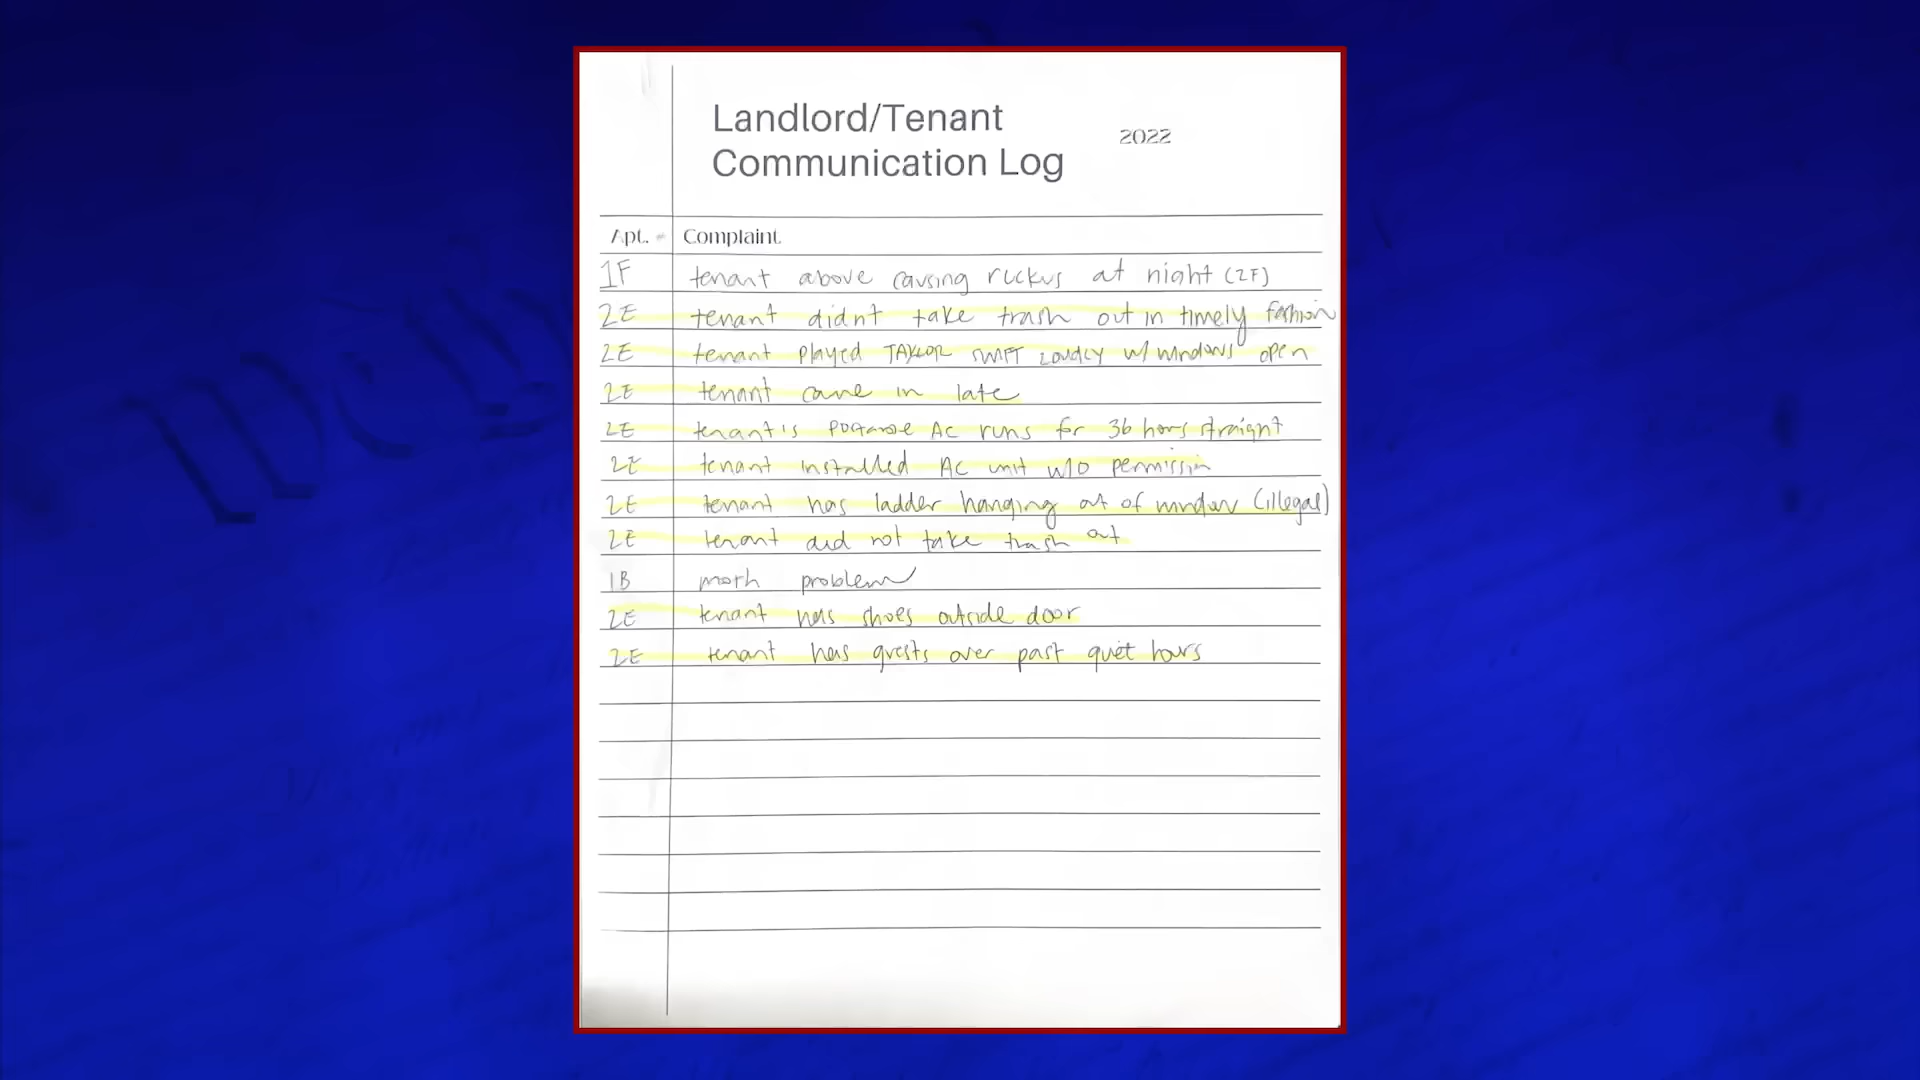 Landlord/Tenant
Communication Log
2022
Apt. # Complaint
1F tenant above causing ruckus at night (2F)
2E tenant didnt take trash out in timely fashion
2E tenant played TAYLOR SWIFT LOUDLY w/ windows open
2E tenant came in late
2E tenant's portable AC runs for 36 hours straight
2E tenant installed AC unit w/o permission
2E tenant has ladder hanging out of window (illegal)
2E tenant did not take trash out
1B moth problem
2E tenant has shoes outside door
2E tenant has guests over past quiet hours